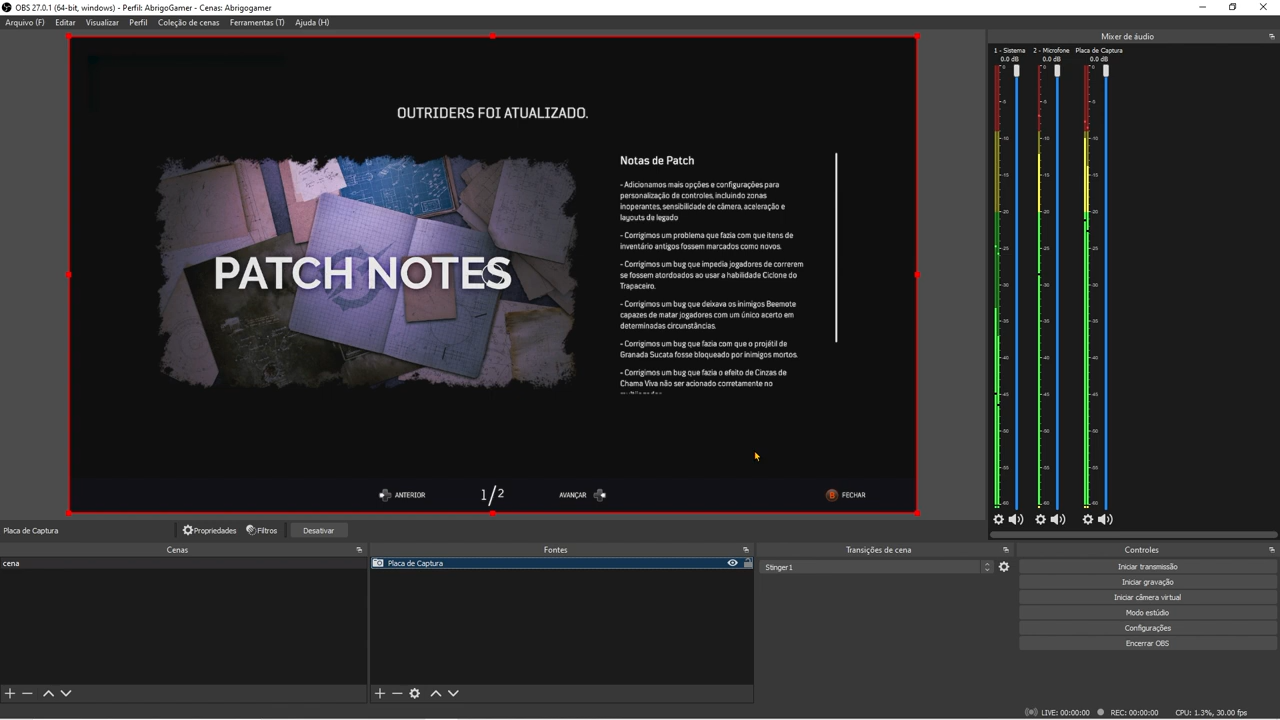 OBS 27.0.1 (64-bit, windows) - Perfil: AbrigoGamer - Cenas: Abrigogamer
Arquivo (F) Editar Visualizar Perfil Coleção de cenas Ferramentas (T) Ajuda (H)
Mixer de áudio
1 - Sistema 2 - Microfone Placa de Captura
0.0 dB 0.0 dB 0.0 dB
OUTRIDERS FOI ATUALIZADO.
PATCH NOTES
Notas de Patch
- Adicionamos mais opções e configurações para
personalização de controles, incluindo zonas
inoperantes, sensibilidade de câmera, aceleração e
layouts de legado
- Corrigimos um problema que fazia com que itens de
inventário antigos fossem marcados como novos.
- Corrigimos um bug que impedia jogadores de correrem
se fossem atordoados ao usar a habilidade Ciclone do
Trapaceiro.
- Corrigimos um bug que deixava os inimigos Beemote
capazes de matar jogadores com um único acerto em
determinadas circunstâncias.
- Corrigimos um bug que fazia com que o projétil de
Granada Sucata fosse bloqueado por inimigos mortos.
- Corrigimos um bug que fazia o efeito de Cinzas de
Chama Viva não ser acionado corretamente no
ANTERIOR 1/2 AVANÇAR B FECHAR
Placa de Captura Propriedades Filtros Desativar
Cenas Fontes Transições de cena Controles
cena
Placa de Captura
Stinger1
Iniciar transmissão
Iniciar gravação
Iniciar câmera virtual
Modo estúdio
Configurações
Encerrar OBS
LIVE: 00:00:00 REC: 00:00:00 CPU: 1.3%, 30.00 fps